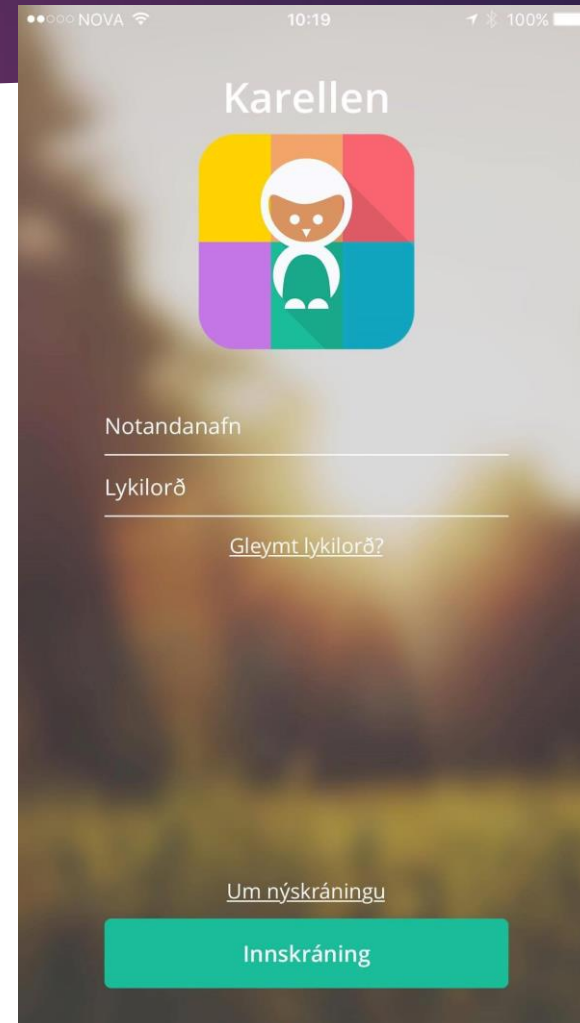 NOVA 10:19 100%
Karellen
Notandanafn
Lykilorð
Gleymt lykilorð?
Um nýskráningu
Innskráning